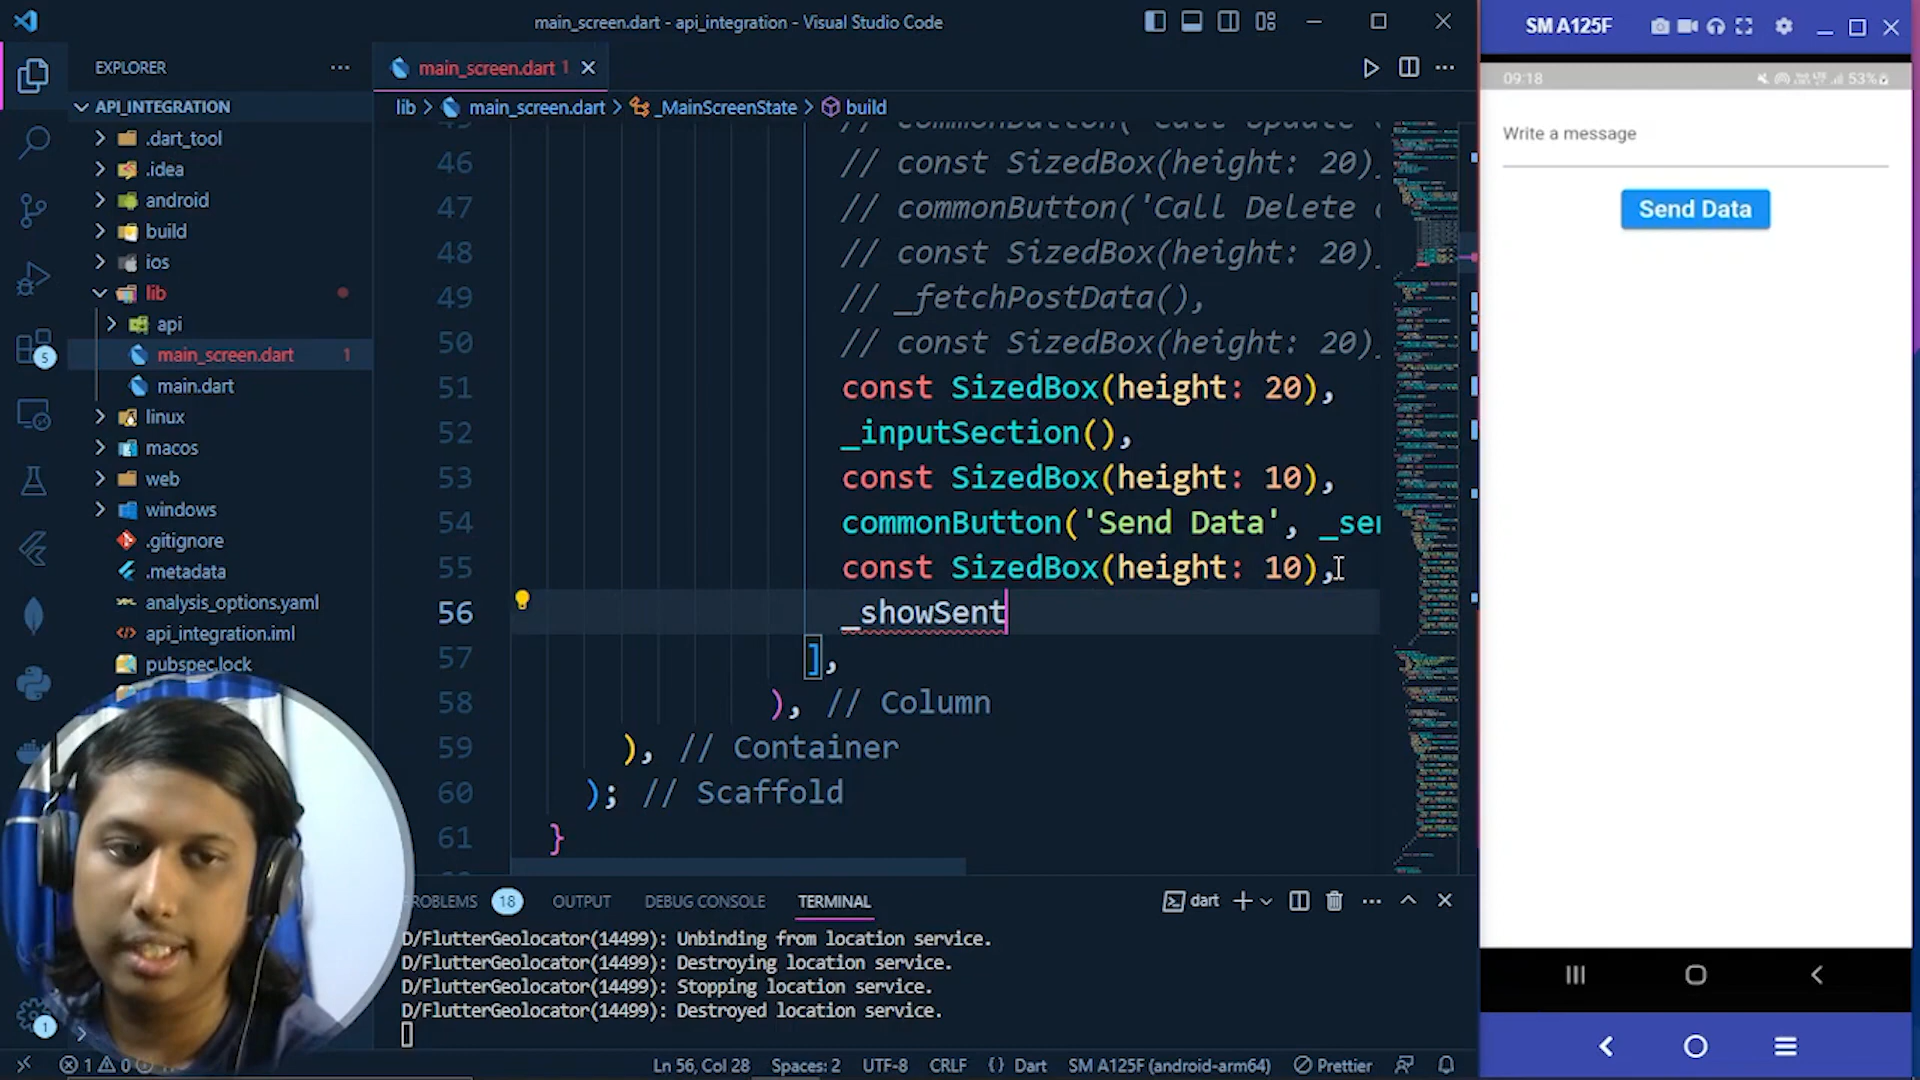 main_screen.dart - api_integration - Visual Studio Code
EXPLORER
API_INTEGRATION
.dart_tool
.idea
android
build
ios
lib
api
main_screen.dart 1
main.dart
linux
macos
web
windows
.gitignore
.metadata
analysis_options.yaml
api_integration.iml
pubspec.lock
5
1
main_screen.dart 1
lib > main_screen.dart > _MainScreenState > build
46 // const SizedBox(height: 20)
47 // commonButton('Call Delete
48 // const SizedBox(height: 20)
49 // _fetchPostData(),
50 // const SizedBox(height: 20)
51 const SizedBox(height: 20),
52 _inputSection(),
53 const SizedBox(height: 10),
54 commonButton('Send Data', _se
55 const SizedBox(height: 10),
56 _showSent
57 ],
58 ), // Column
59 ), // Container
60 ); // Scaffold
61 }
ROBLEMS 18 OUTPUT DEBUG CONSOLE TERMINAL
dart
D/FlutterGeolocator(14499): Unbinding from location service.
D/FlutterGeolocator(14499): Destroying location service.
D/FlutterGeolocator(14499): Stopping location service.
D/FlutterGeolocator(14499): Destroyed location service.
1 0
Ln 56, Col 28 Spaces: 2 UTF-8 CRLF {} Dart SM A125F (android-arm64) Prettier
SM A125F
09:18
53%
Write a message
Send Data